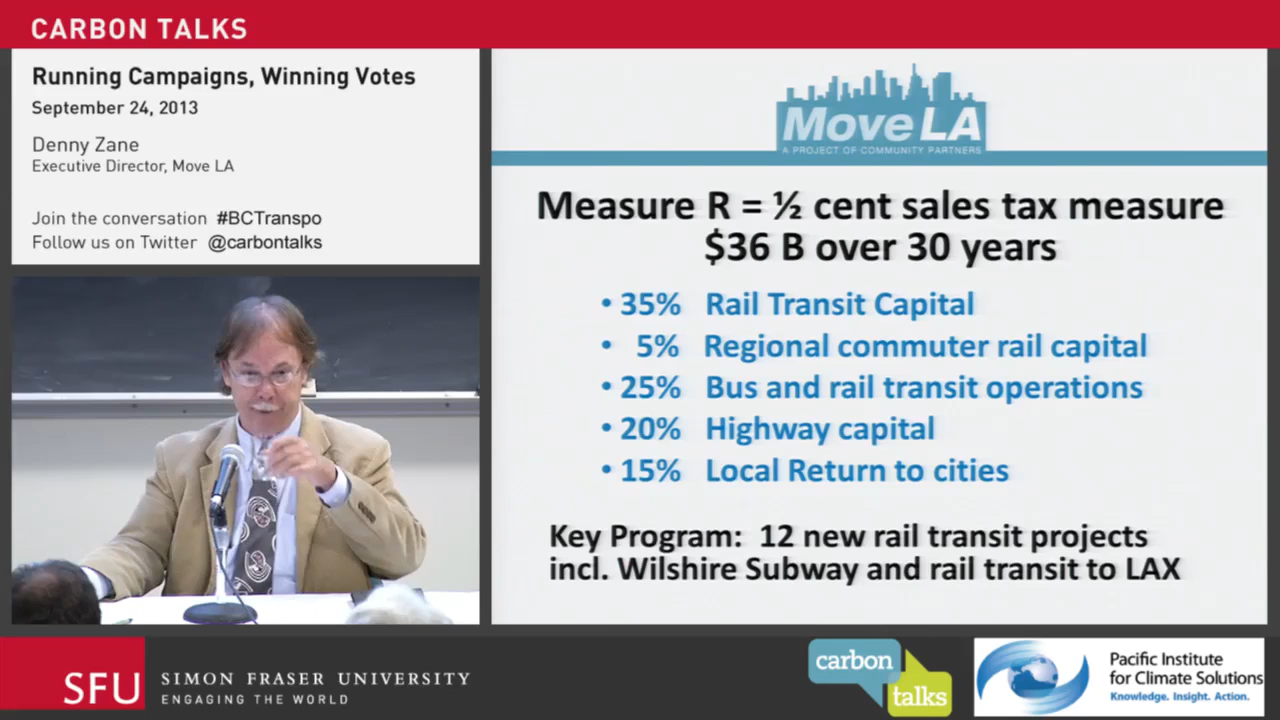 CARBON TALKS
Running Campaigns, Winning Votes
September 24, 2013
Denny Zane
Executive Director, Move LA
Join the conversation #BCTranspo
Follow us on Twitter @carbontalks
Move LA
A PROJECT OF COMMUNITY PARTNERS
Measure R = ½ cent sales tax measure
$36 B over 30 years
• 35% Rail Transit Capital
• 5% Regional commuter rail capital
• 25% Bus and rail transit operations
• 20% Highway capital
• 15% Local Return to cities
Key Program: 12 new rail transit projects
incl. Wilshire Subway and rail transit to LAX
SFU
SIMON FRASER UNIVERSITY
ENGAGING THE WORLD
carbon
talks
Pacific Institute
for Climate Solutions
Knowledge. Insight. Action.